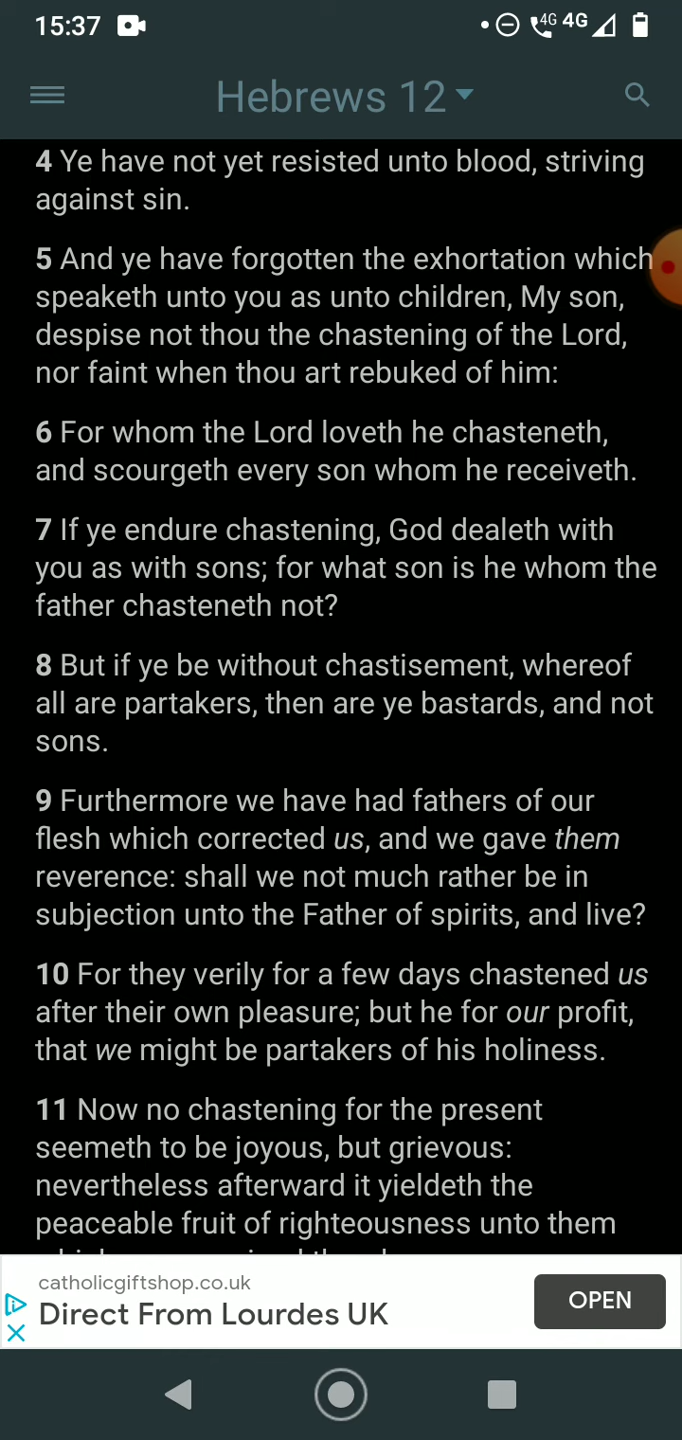 15:37
4G 4G
Hebrews 12
4 Ye have not yet resisted unto blood, striving
against sin.
5 And ye have forgotten the exhortation which
speaketh unto you as unto children, My son,
despise not thou the chastening of the Lord,
nor faint when thou art rebuked of him:
6 For whom the Lord loveth he chasteneth,
and scourgeth every son whom he receiveth.
7 If ye endure chastening, God dealeth with
you as with sons; for what son is he whom the
father chasteneth not?
8 But if ye be without chastisement, whereof
all are partakers, then are ye bastards, and not
sons.
9 Furthermore we have had fathers of our
flesh which corrected us, and we gave them
reverence: shall we not much rather be in
subjection unto the Father of spirits, and live?
10 For they verily for a few days chastened us
after their own pleasure; but he for our profit,
that we might be partakers of his holiness.
11 Now no chastening for the present
seemeth to be joyous, but grievous:
nevertheless afterward it yieldeth the
peaceable fruit of righteousness unto them
catholicgiftshop.co.uk
Direct From Lourdes UK
OPEN